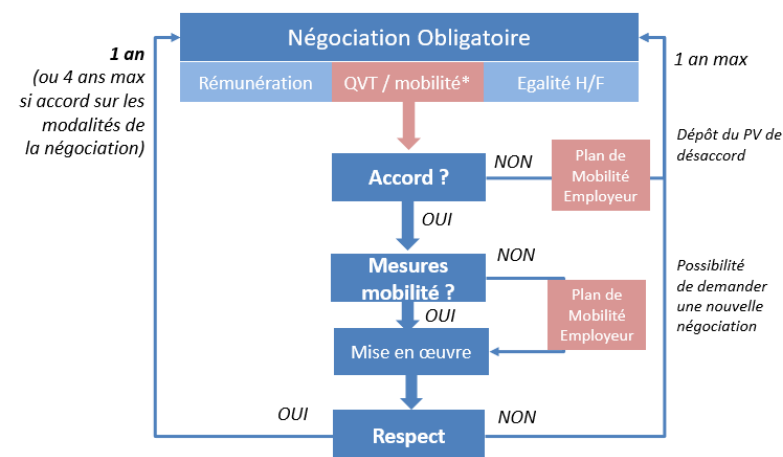 Négociation Obligatoire
Rémunération
QVT / mobilité*
Egalité H/F
1 an
(ou 4 ans max
si accord sur les
modalités de
la négociation)
1 an max
Accord ?
NON
Plan de
Mobilité
Employeur
Dépôt du PV de
désaccord
OUI
Mesures
mobilité ?
NON
Plan de
Mobilité
Employeur
Possibilité
de demander
une nouvelle
négociation
OUI
Mise en œuvre
OUI
Respect
NON